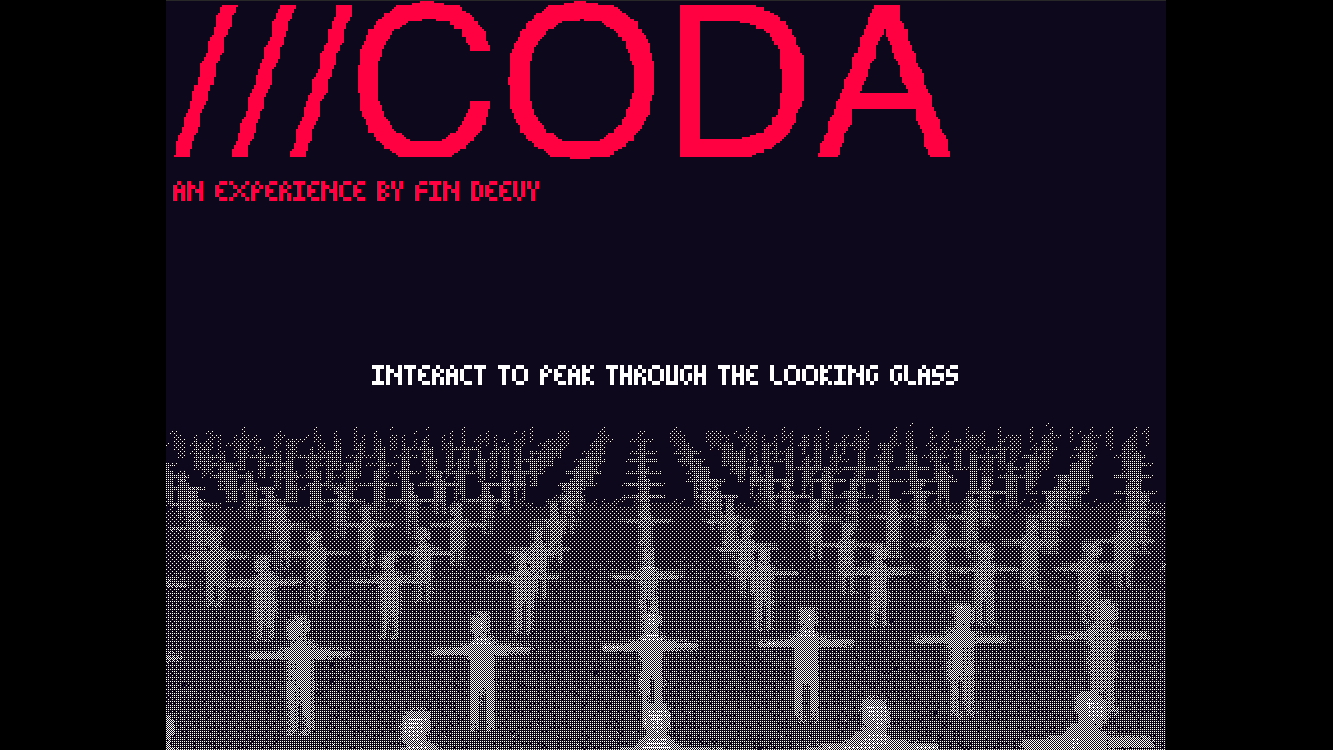 ///CODA
AN EXPERIENCE BY FIN DEEVY
INTERACT TO PEAK THROUGH THE LOOKING GLASS